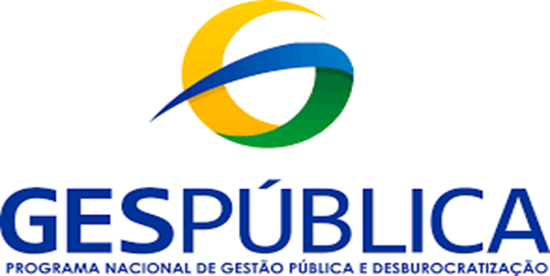 GESPÚBLICA
PROGRAMA NACIONAL DE GESTÃO PÚBLICA E DESBUROCRATIZAÇÃO